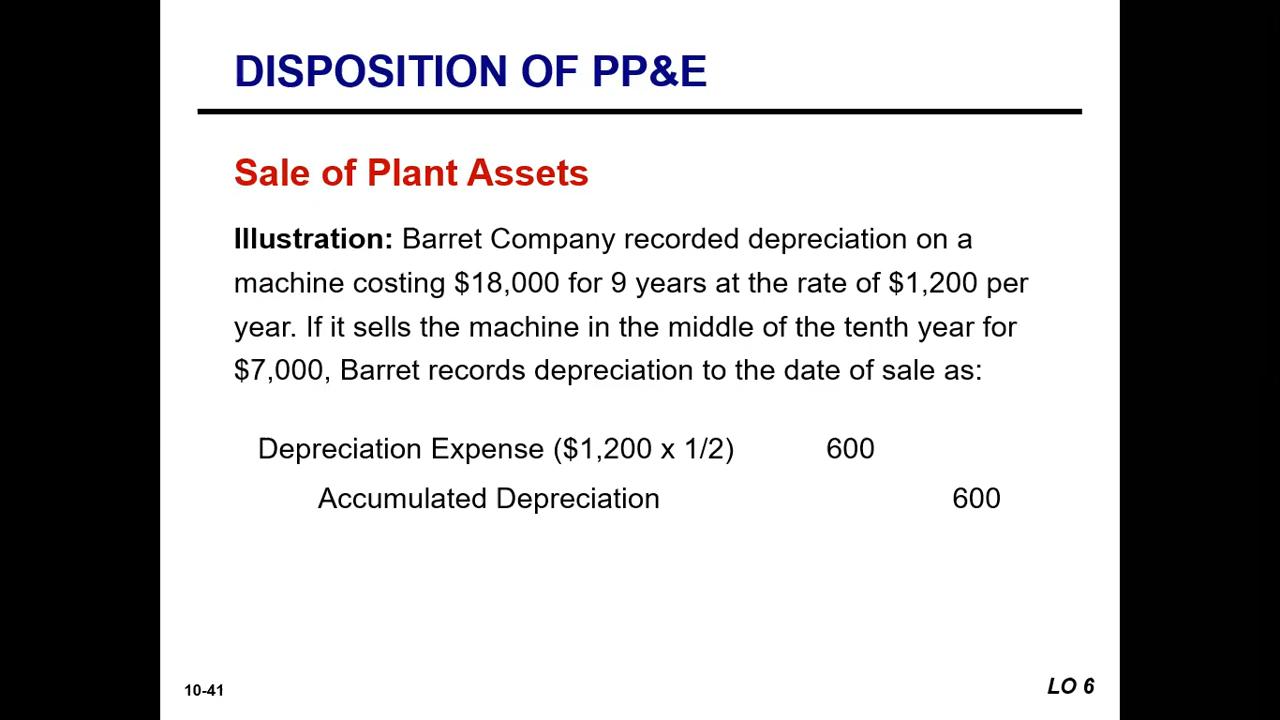 DISPOSITION OF PP&E
Sale of Plant Assets
Illustration: Barret Company recorded depreciation on a
machine costing $18,000 for 9 years at the rate of $1,200 per
year. If it sells the machine in the middle of the tenth year for
$7,000, Barret records depreciation to the date of sale as:
Depreciation Expense ($1,200 x 1/2) 600
Accumulated Depreciation 600
10-41 LO 6